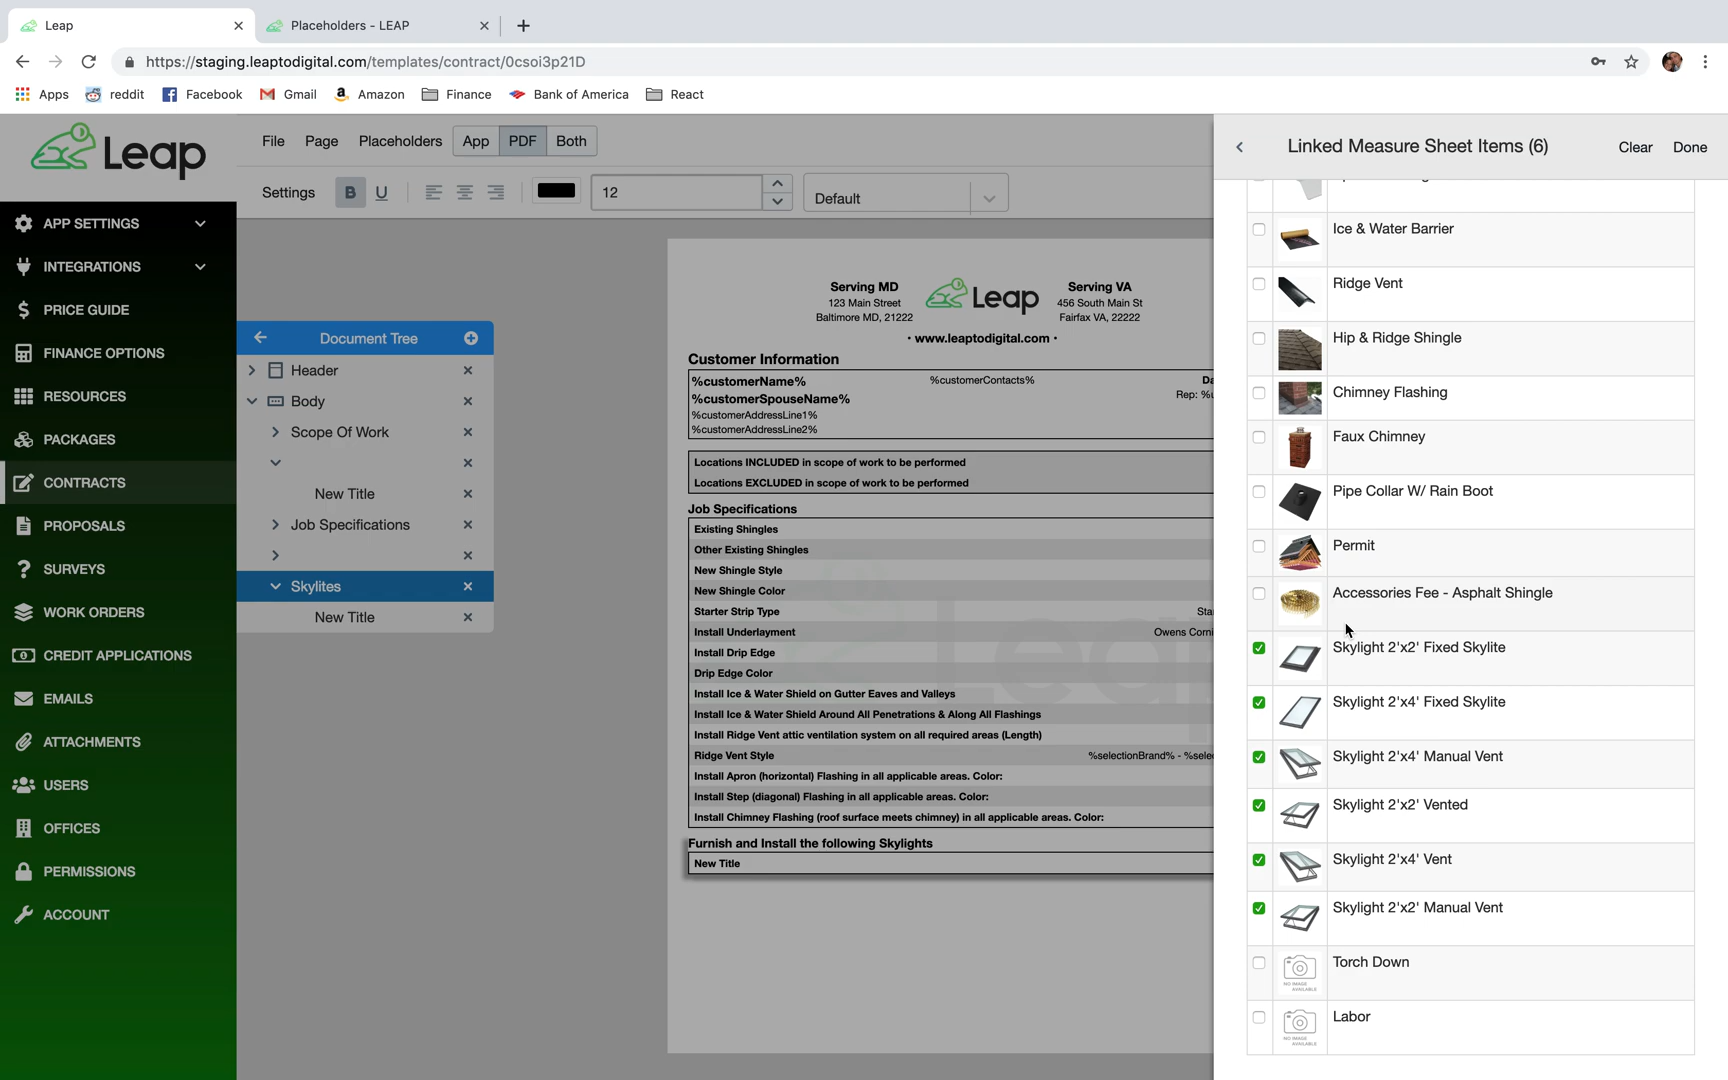 Leap
Placeholders - LEAP
https://staging.leaptodigital.com/templates/contract/0csoi3p21D
Apps
reddit
Facebook
Gmail
Amazon
Finance
Bank of America
React
Leap
File
Page
Placeholders
App
PDF
Both
Settings
B
U
12
Default
APP SETTINGS
INTEGRATIONS
PRICE GUIDE
FINANCE OPTIONS
RESOURCES
PACKAGES
CONTRACTS
PROPOSALS
SURVEYS
WORK ORDERS
CREDIT APPLICATIONS
EMAILS
ATTACHMENTS
USERS
OFFICES
PERMISSIONS
ACCOUNT
Document Tree
Header
Body
Scope Of Work
New Title
Job Specifications
Skylites
New Title
Serving MD
123 Main Street
Baltimore MD, 21222
Leap
Serving VA
456 South Main St
Fairfax VA, 22222
• www.leaptodigital.com •
Customer Information
%customerName%
%customerContacts%
Da
%customerSpouseName%
Rep: %u
%customerAddressLine1%
%customerAddressLine2%
Locations INCLUDED in scope of work to be performed
Locations EXCLUDED in scope of work to be performed
Job Specifications
Existing Shingles
Other Existing Shingles
New Shingle Style
New Shingle Color
Starter Strip Type
Sta
Install Underlayment
Owens Corni
Install Drip Edge
Drip Edge Color
Install Ice & Water Shield on Gutter Eaves and Valleys
Install Ice & Water Shield Around All Penetrations & Along All Flashings
Install Ridge Vent attic ventilation system on all required areas (Length)
Ridge Vent Style
%selectionBrand% - %selec
Install Apron (horizontal) Flashing in all applicable areas. Color:
Install Step (diagonal) Flashing in all applicable areas. Color:
Install Chimney Flashing (roof surface meets chimney) in all applicable areas. Color:
Furnish and Install the following Skylights
New Title
Leap
Linked Measure Sheet Items (6)
Clear
Done
Ice & Water Barrier
Ridge Vent
Hip & Ridge Shingle
Chimney Flashing
Faux Chimney
Pipe Collar W/ Rain Boot
Permit
Accessories Fee - Asphalt Shingle
Skylight 2'x2' Fixed Skylite
Skylight 2'x4' Fixed Skylite
Skylight 2'x4' Manual Vent
Skylight 2'x2' Vented
Skylight 2'x4' Vent
Skylight 2'x2' Manual Vent
NO IMAGE
AVAILABLE
Torch Down
NO IMAGE
AVAILABLE
Labor